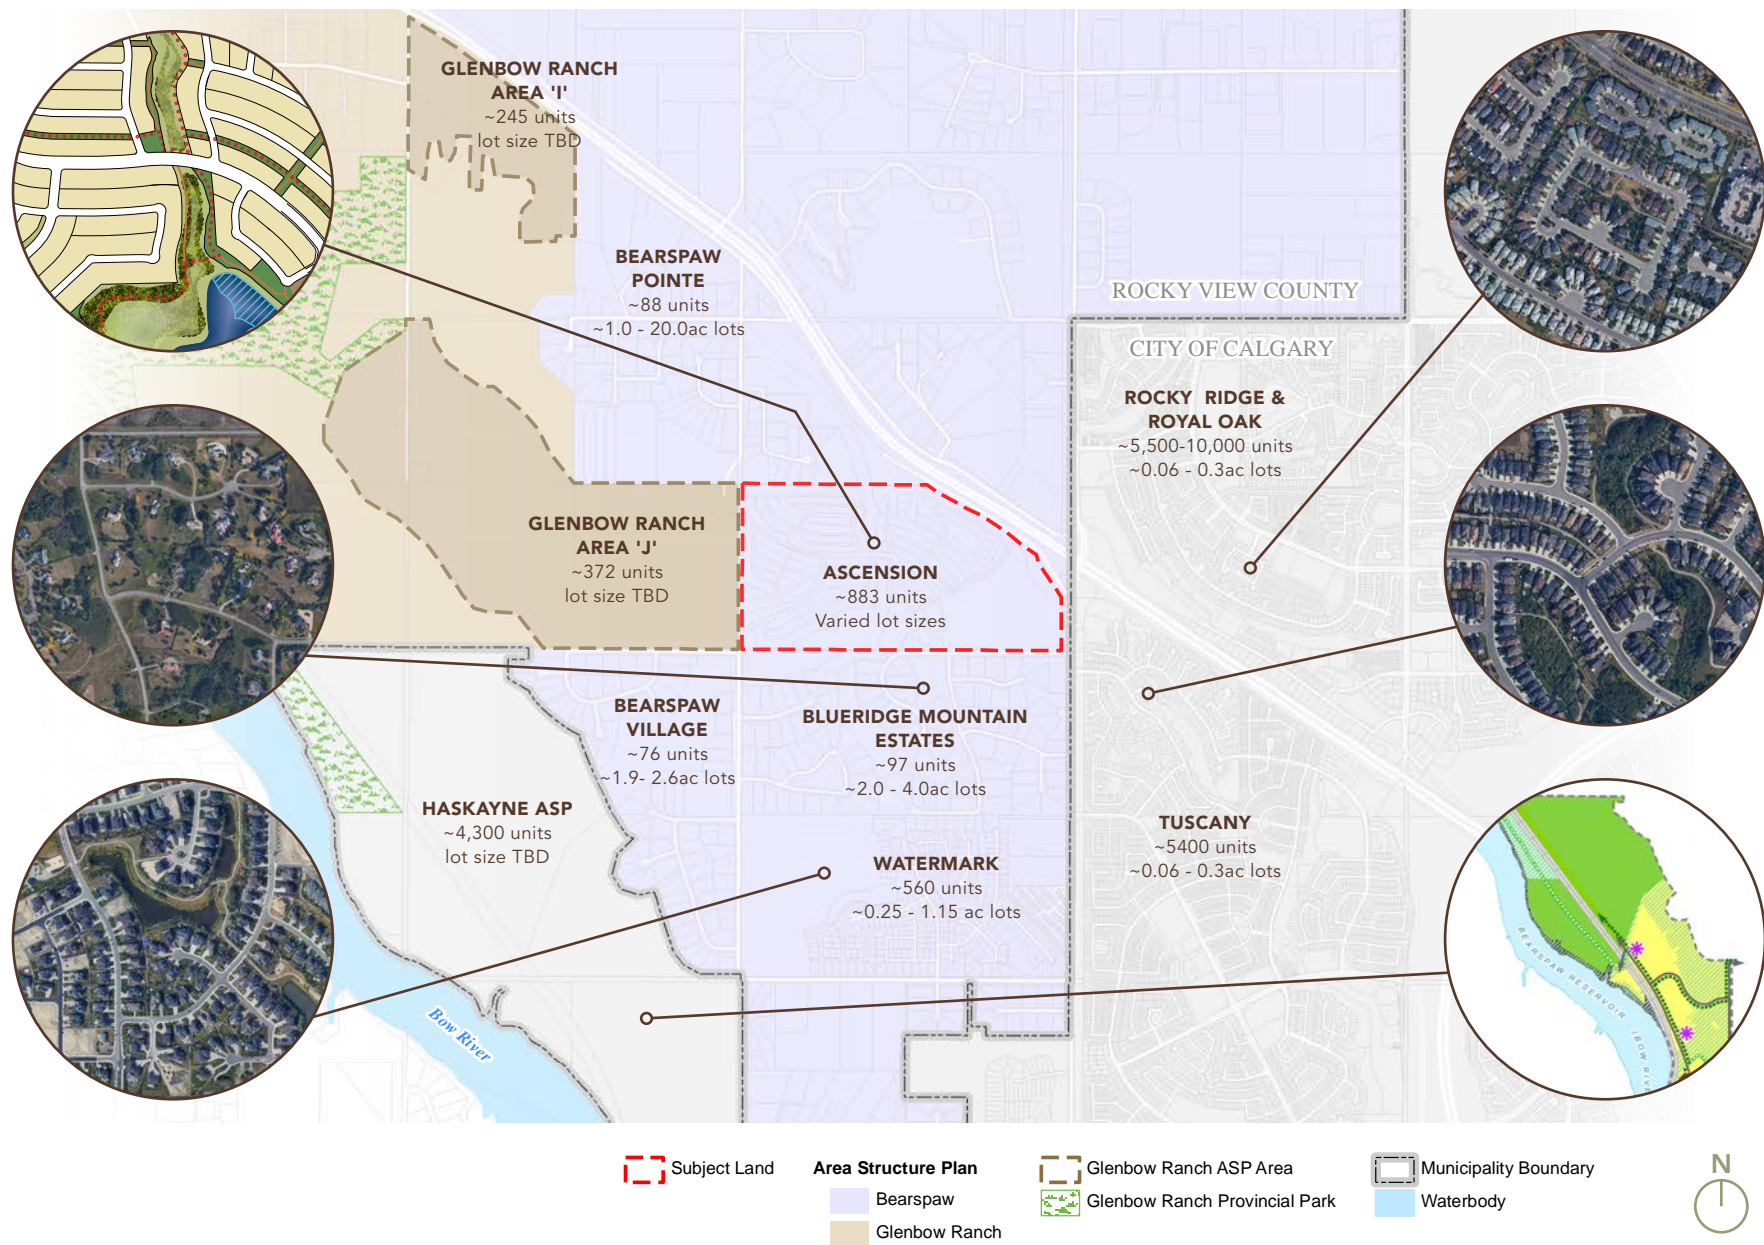 GLENBOW RANCH
AREA 'I'
~245 units
lot size TBD
BEARSPAW
POINTE
~88 units
~1.0 - 20.0ac lots
ROCKY VIEW COUNTY
CITY OF CALGARY
ROCKY RIDGE &
ROYAL OAK
~5,500-10,000 units
~0.06 - 0.3ac lots
GLENBOW RANCH
AREA 'J'
~372 units
lot size TBD
ASCENSION
~883 units
Varied lot sizes
BEARSPAW
VILLAGE
~76 units
~1.9- 2.6ac lots
BLUERIDGE MOUNTAIN
ESTATES
~97 units
~2.0 - 4.0ac lots
HASKAYNE ASP
~4,300 units
lot size TBD
WATERMARK
~560 units
~0.25 - 1.15 ac lots
TUSCANY
~5400 units
~0.06 - 0.3ac lots
Bow River
BEARSPAW RESERVOIR (BOW RIVE
Subject Land
Area Structure Plan
Bearspaw
Glenbow Ranch
Glenbow Ranch ASP Area
Glenbow Ranch Provincial Park
Municipality Boundary
Waterbody
N